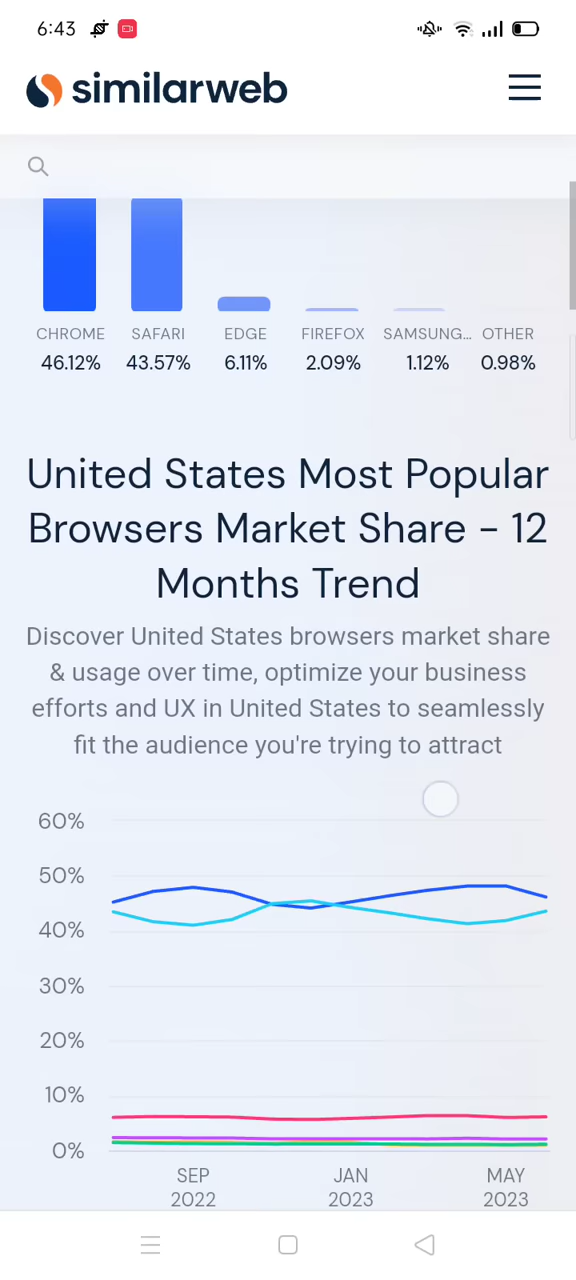 6:43
similarweb
CHROME SAFARI EDGE FIREFOX SAMSUNG... OTHER
46.12% 43.57% 6.11% 2.09% 1.12% 0.98%
United States Most Popular
Browsers Market Share - 12
Months Trend
Discover United States browsers market share
& usage over time, optimize your business
efforts and UX in United States to seamlessly
fit the audience you're trying to attract
60%
50%
40%
30%
20%
10%
0%
SEP JAN MAY
2022 2023 2023